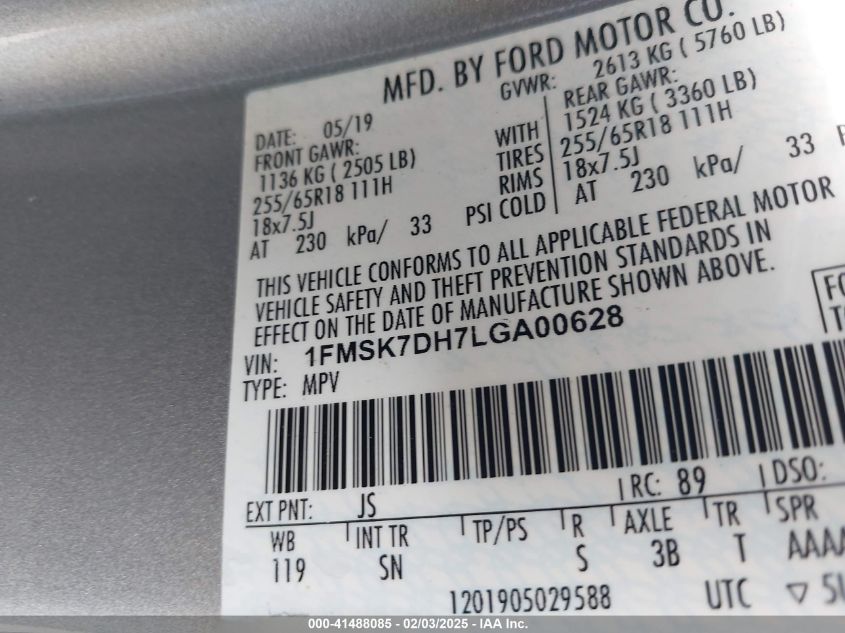 MFD. BY FORD MOTOR CO.
DATE: 05/19 GVWR: 2613 KG ( 5760 LB)
FRONT GAWR: REAR GAWR:
1136 KG ( 2505 LB) WITH 1524 KG ( 3360 LB)
255/65R18 111H TIRES 255/65R18 111H
18x7.5J RIMS 18x7.5J
AT 230 kPa/ 33 PSI COLD AT 230 kPa/ 33
THIS VEHICLE CONFORMS TO ALL APPLICABLE FEDERAL MOTOR
VEHICLE SAFETY AND THEFT PREVENTION STANDARDS IN
EFFECT ON THE DATE OF MANUFACTURE SHOWN ABOVE.
VIN: 1FMSK7DH7LGA00628
TYPE: MPV
EXT PNT: JS RC: 89 DSO:
WB INT TR TP/PS R AXLE TR SPR
119 SN S 3B T AAAA
1201905029588 UTC
000-41488085 - 02/03/2025 - IAAI Inc.